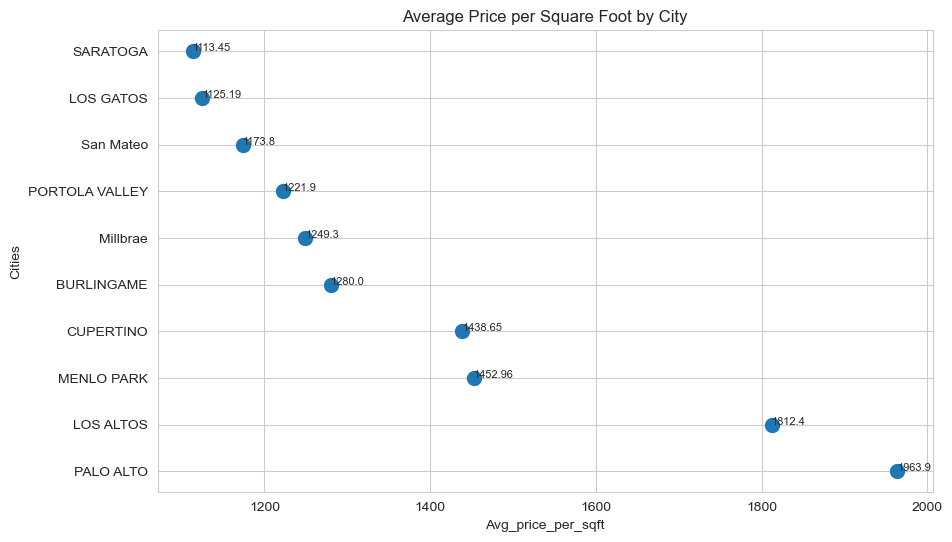 Average Price per Square Foot by City
SARATOGA
1113.45
LOS GATOS
1125.19
San Mateo
1173.8
PORTOLA VALLEY
1221.9
Millbrae
1249.3
BURLINGAME
1280.0
CUPERTINO
1438.65
MENLO PARK
1452.96
LOS ALTOS
1812.4
PALO ALTO
1963.9
Cities
1200
1400
1600
1800
2000
Avg_price_per_sqft